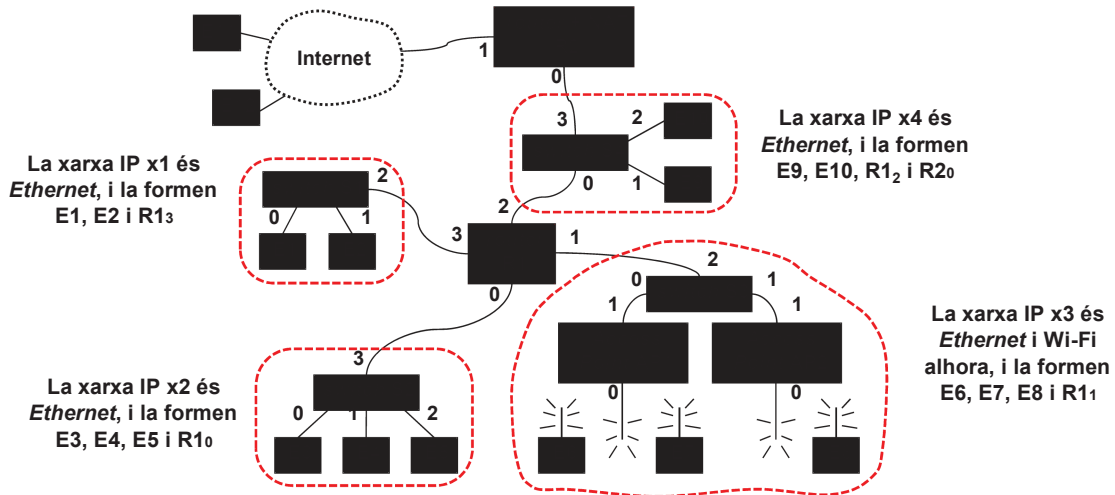 Internet
1
0
La xarxa IP x4 és
Ethernet, i la formen
E9, E10, R1₂ i R2₀
3
2
0
1
La xarxa IP x1 és
Ethernet, i la formen
E1, E2 i R1₃
2
0
1
2
3
1
0
La xarxa IP x3 és
Ethernet i Wi-Fi
alhora, i la formen
E6, E7, E8 i R1₁
2
0
1
1
1
0
0
La xarxa IP x2 és
Ethernet, i la formen
E3, E4, E5 i R1₀
3
0
1
2